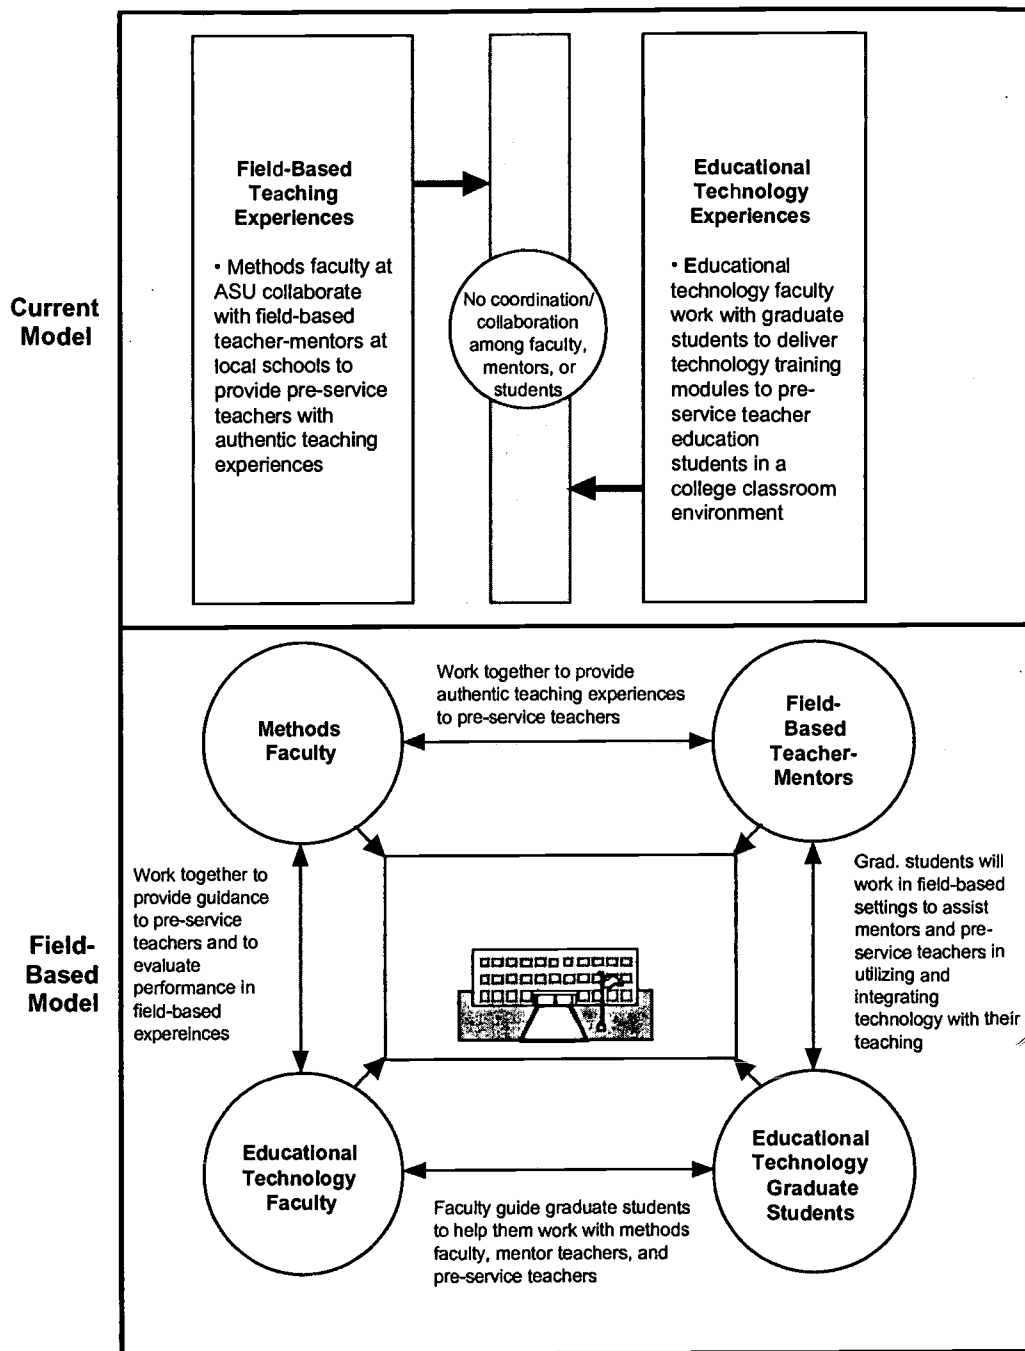 Current
Model
Field-Based
Teaching
Experiences
• Methods faculty at
ASU collaborate
with field-based
teacher-mentors at
local schools to
provide pre-service
teachers with
authentic teaching
experiences
No coordination/
collaboration
among faculty,
mentors, or
students
Educational
Technology
Experiences
• Educational
technology faculty
work with graduate
students to deliver
technology training
modules to pre-
service teacher
education
students in a
college classroom
environment
Field-
Based
Model
Methods
Faculty
Work together to provide
authentic teaching experiences
to pre-service teachers
Field-
Based
Teacher-
Mentors
Work together to
provide guidance
to pre-service
teachers and to
evaluate
performance in
field-based
expereinces
Grad. students will
work in field-based
settings to assist
mentors and pre-
service teachers in
utilizing and
integrating
technology with their
teaching
Educational
Technology
Faculty
Faculty guide graduate students
to help them work with methods
faculty, mentor teachers, and
pre-service teachers
Educational
Technology
Graduate
Students